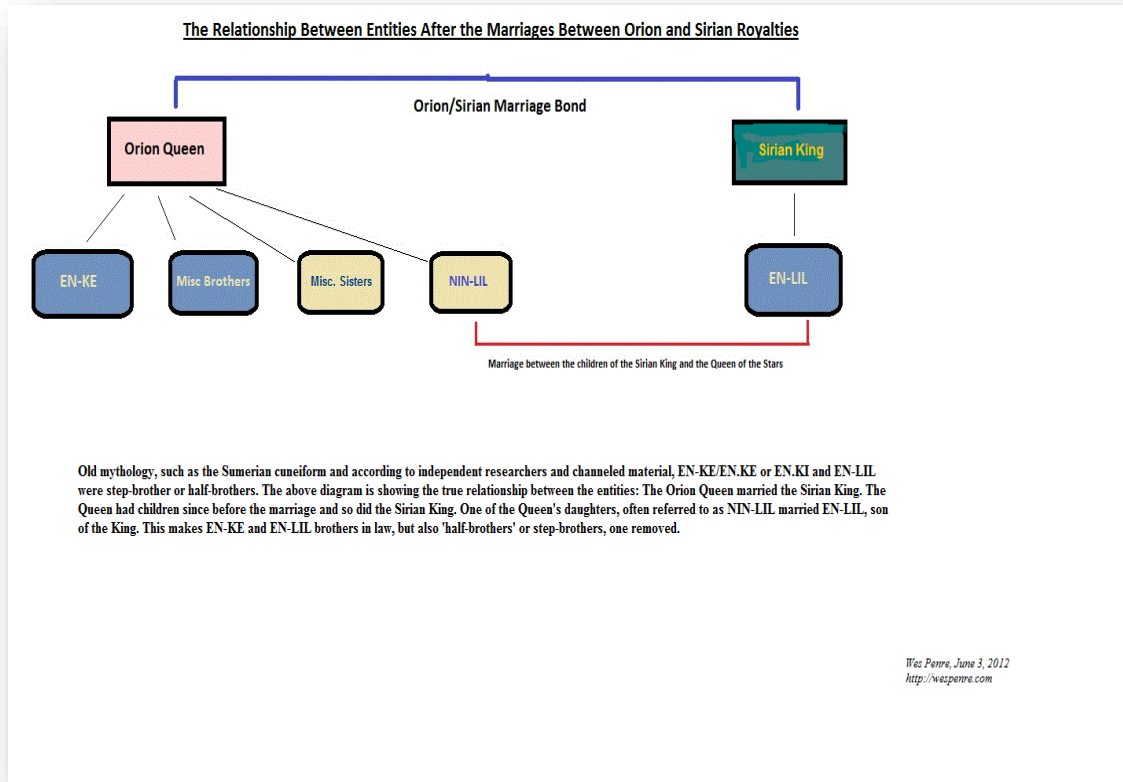 The Relationship Between Entities After the Marriages Between Orion and Sirian Royalties
Orion/Sirian Marriage Bond
Orion Queen
Sirian King
EN-KE
Misc Brothers
Misc. Sisters
NIN-LIL
EN-LIL
Marriage between the children of the Sirian King and the Queen of the Stars
Old mythology, such as the Sumerian cuneiform and according to independent researchers and channeled material, EN-KE/EN.KE or EN.KI and EN-LIL
were step-brother or half-brothers. The above diagram is showing the true relationship between the entities: The Orion Queen married the Sirian King. The
Queen had children since before the marriage and so did the Sirian King. One of the Queen's daughters, often referred to as NIN-LIL married EN-LIL, son
of the King. This makes EN-KE and EN-LIL brothers in law, but also 'half-brothers' or step-brothers, one removed.
Wes Penre, June 3, 2012
http://wespenre.com